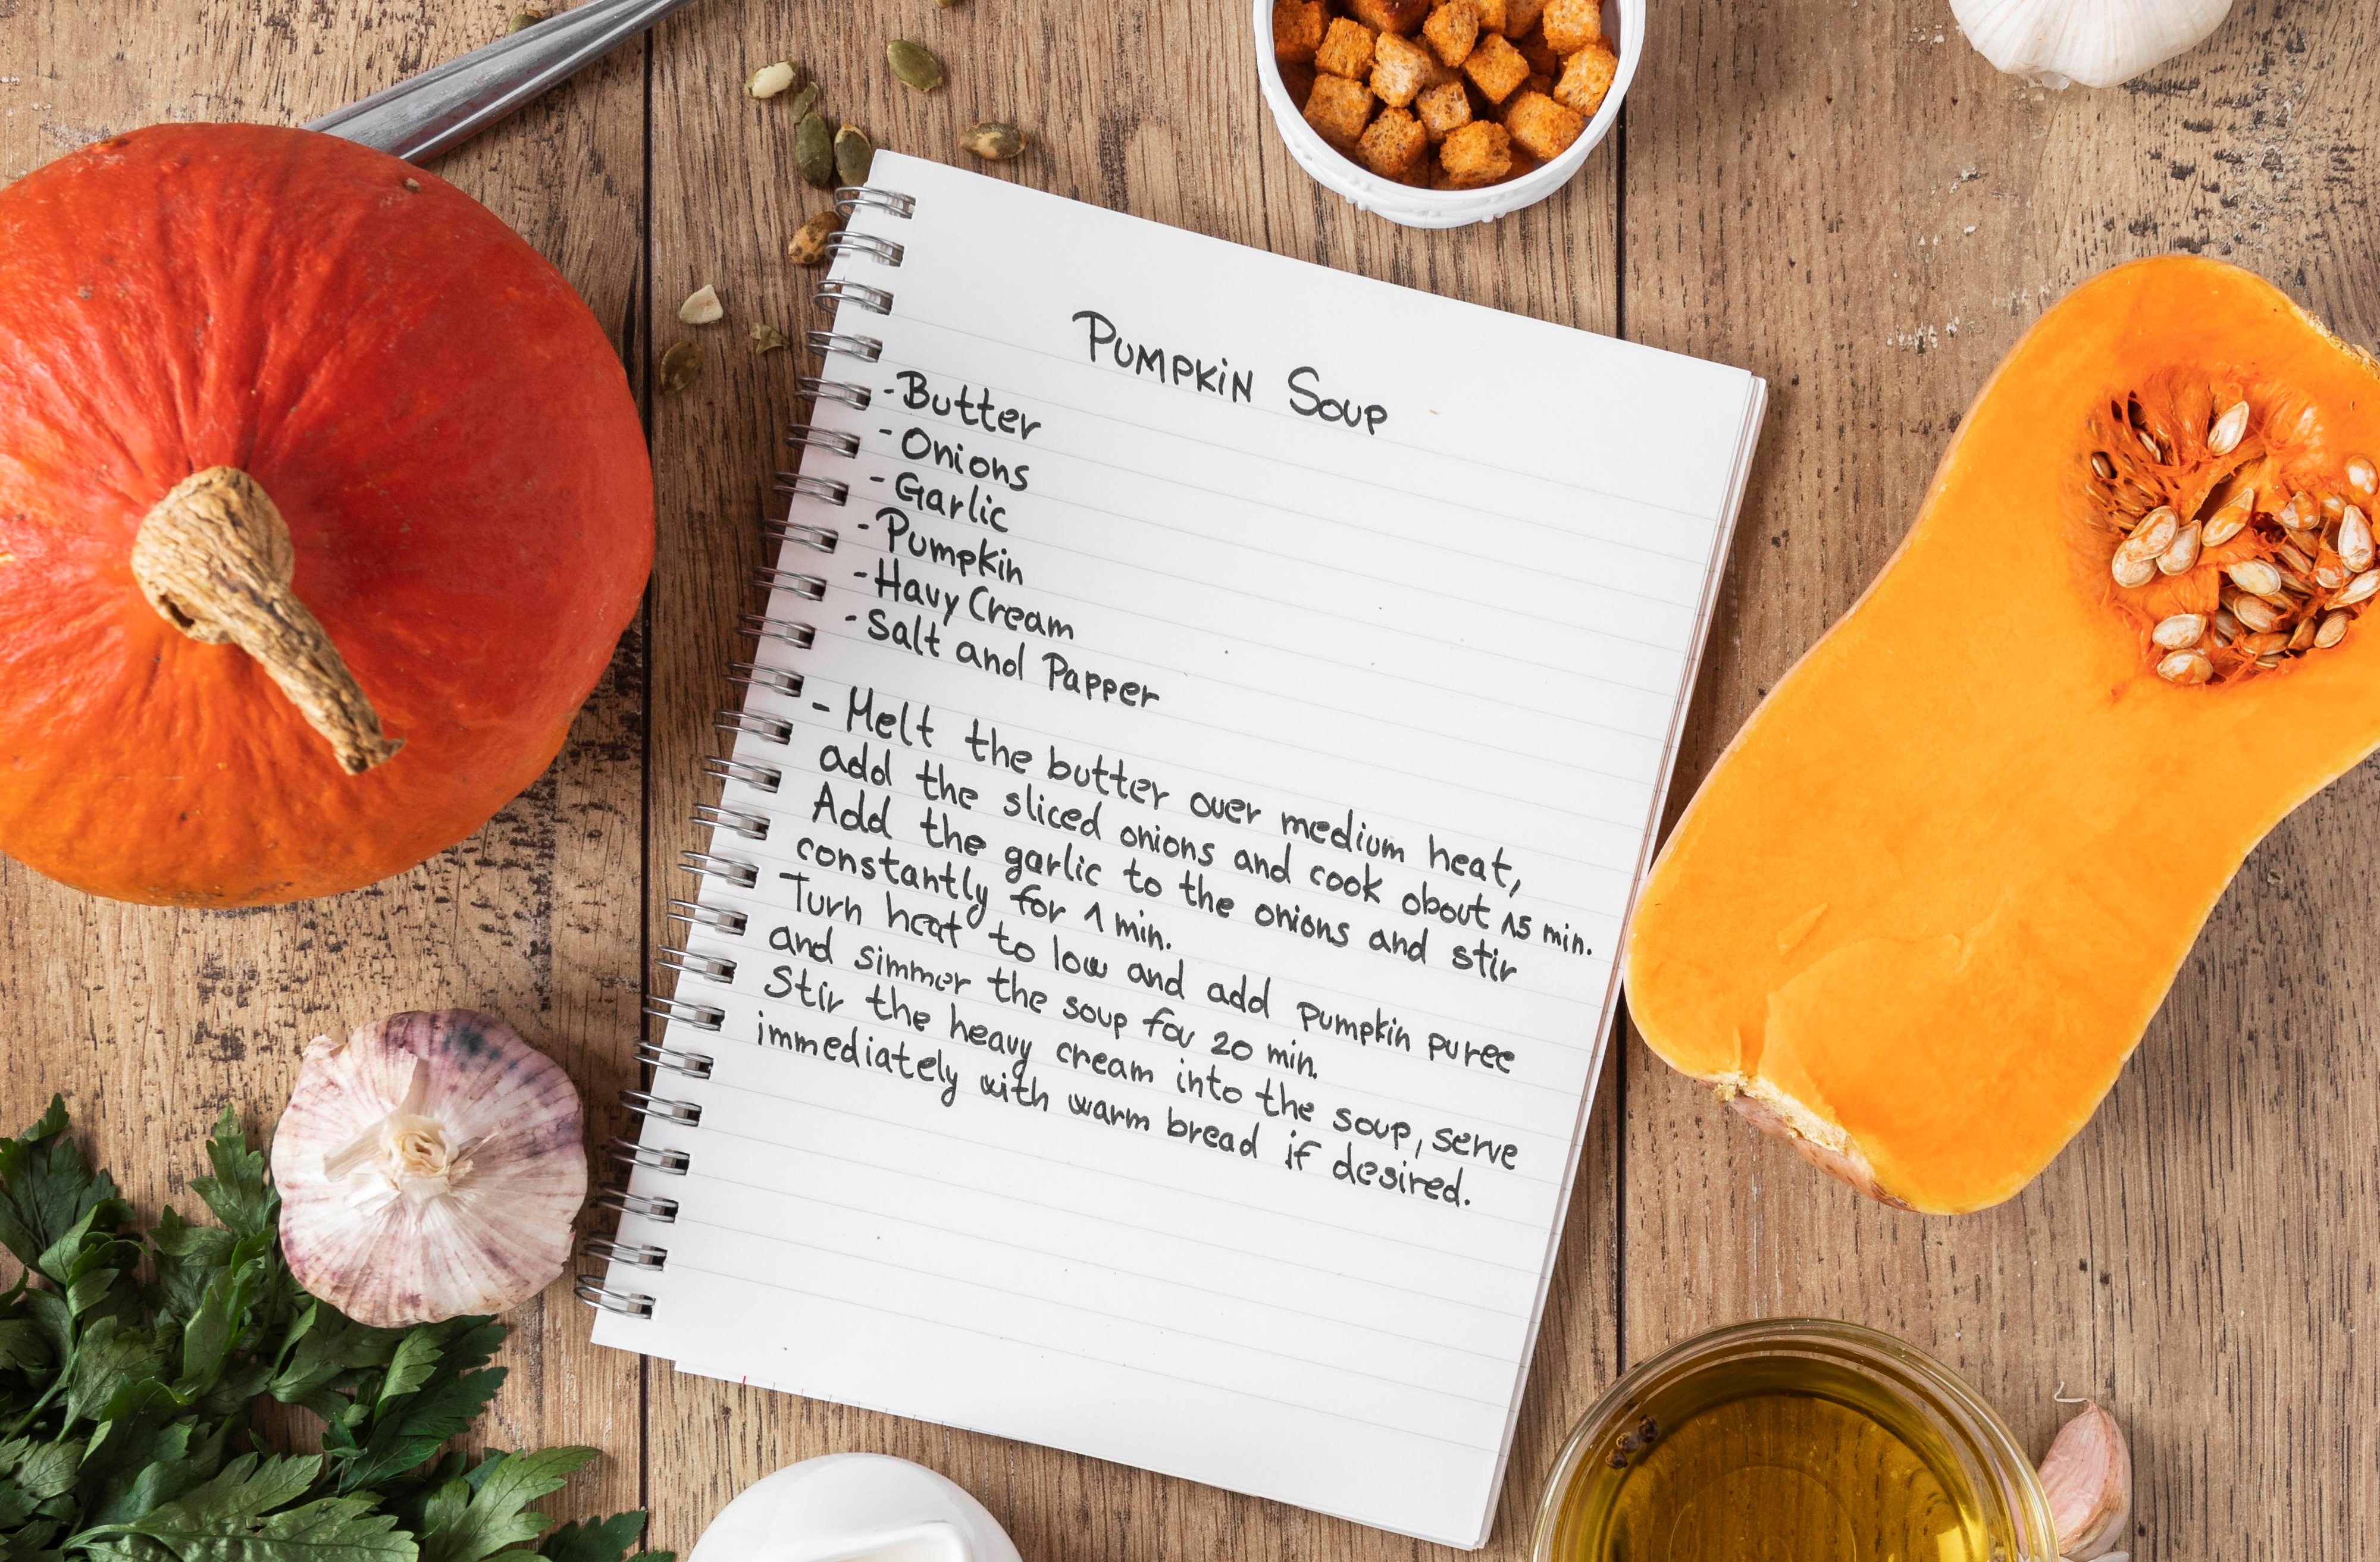 Pumpkin Soup
-Butter
-Onions
-Garlic
-Pumpkin
-Havy Cream
-Salt and Papper
- Melt the butter over medium heat,
add the sliced onions and cook obout 15 min.
Add the garlic to the onions and stir
constantly for 1 min.
Turn heat to low and add pumpkin puree
and simmer the soup for 20 min.
Stir the heavy cream into the soup, serve
immediately with warm bread if desired.